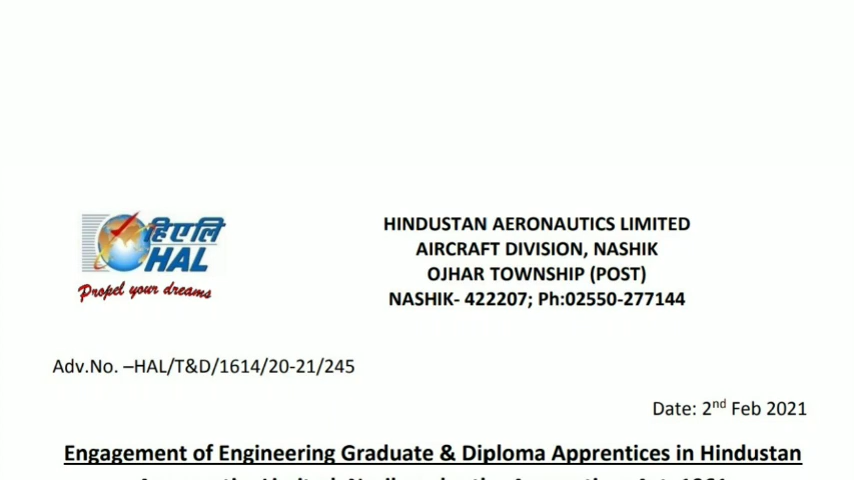 हिएलि
HAL
Propel your dreams
HINDUSTAN AERONAUTICS LIMITED
AIRCRAFT DIVISION, NASHIK
OJHAR TOWNSHIP (POST)
NASHIK- 422207; Ph:02550-277144
Adv.No. –HAL/T&D/1614/20-21/245
Date: 2nd Feb 2021
Engagement of Engineering Graduate & Diploma Apprentices in Hindustan